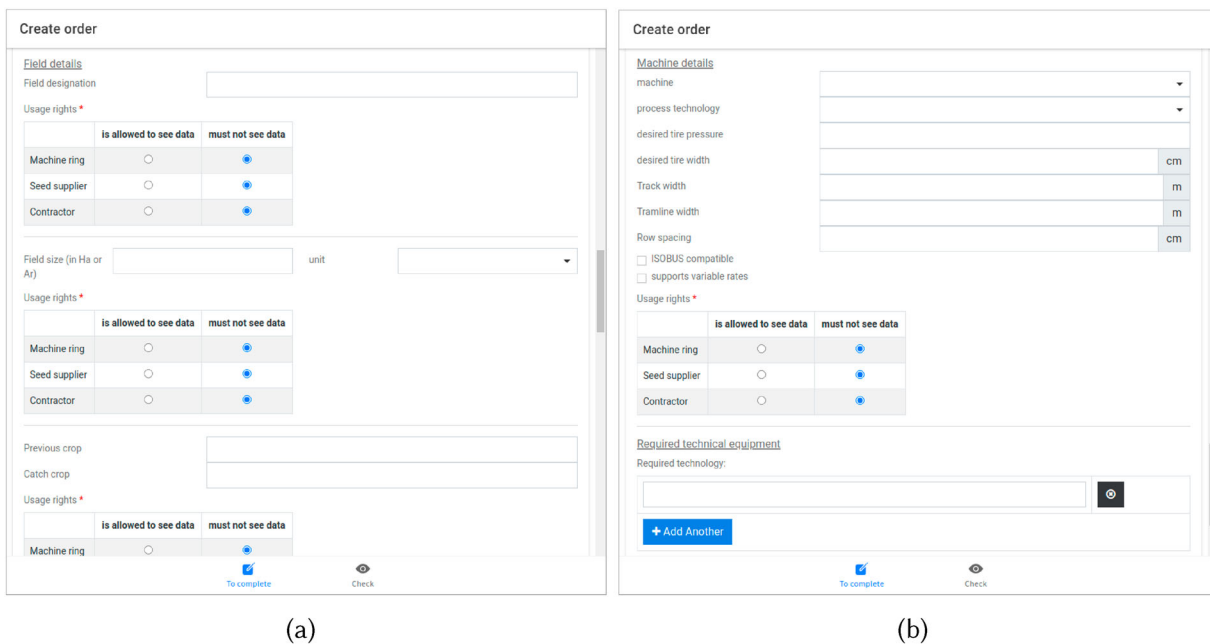 Create order
Field details
Field designation
Usage rights *
is allowed to see data must not see data
Machine ring
Seed supplier
Contractor
Field size (in Ha or
Ar)
unit
Usage rights *
is allowed to see data must not see data
Machine ring
Seed supplier
Contractor
Previous crop
Catch crop
Usage rights *
is allowed to see data must not see data
Machine ring
To complete Check
(a)
Create order
Machine details
machine
process technology
desired tire pressure
desired tire width cm
Track width m
Tramline width m
Row spacing cm
ISOBUS compatible
supports variable rates
Usage rights *
is allowed to see data must not see data
Machine ring
Seed supplier
Contractor
Required technical equipment
Required technology:
+ Add Another
To complete Check
(b)